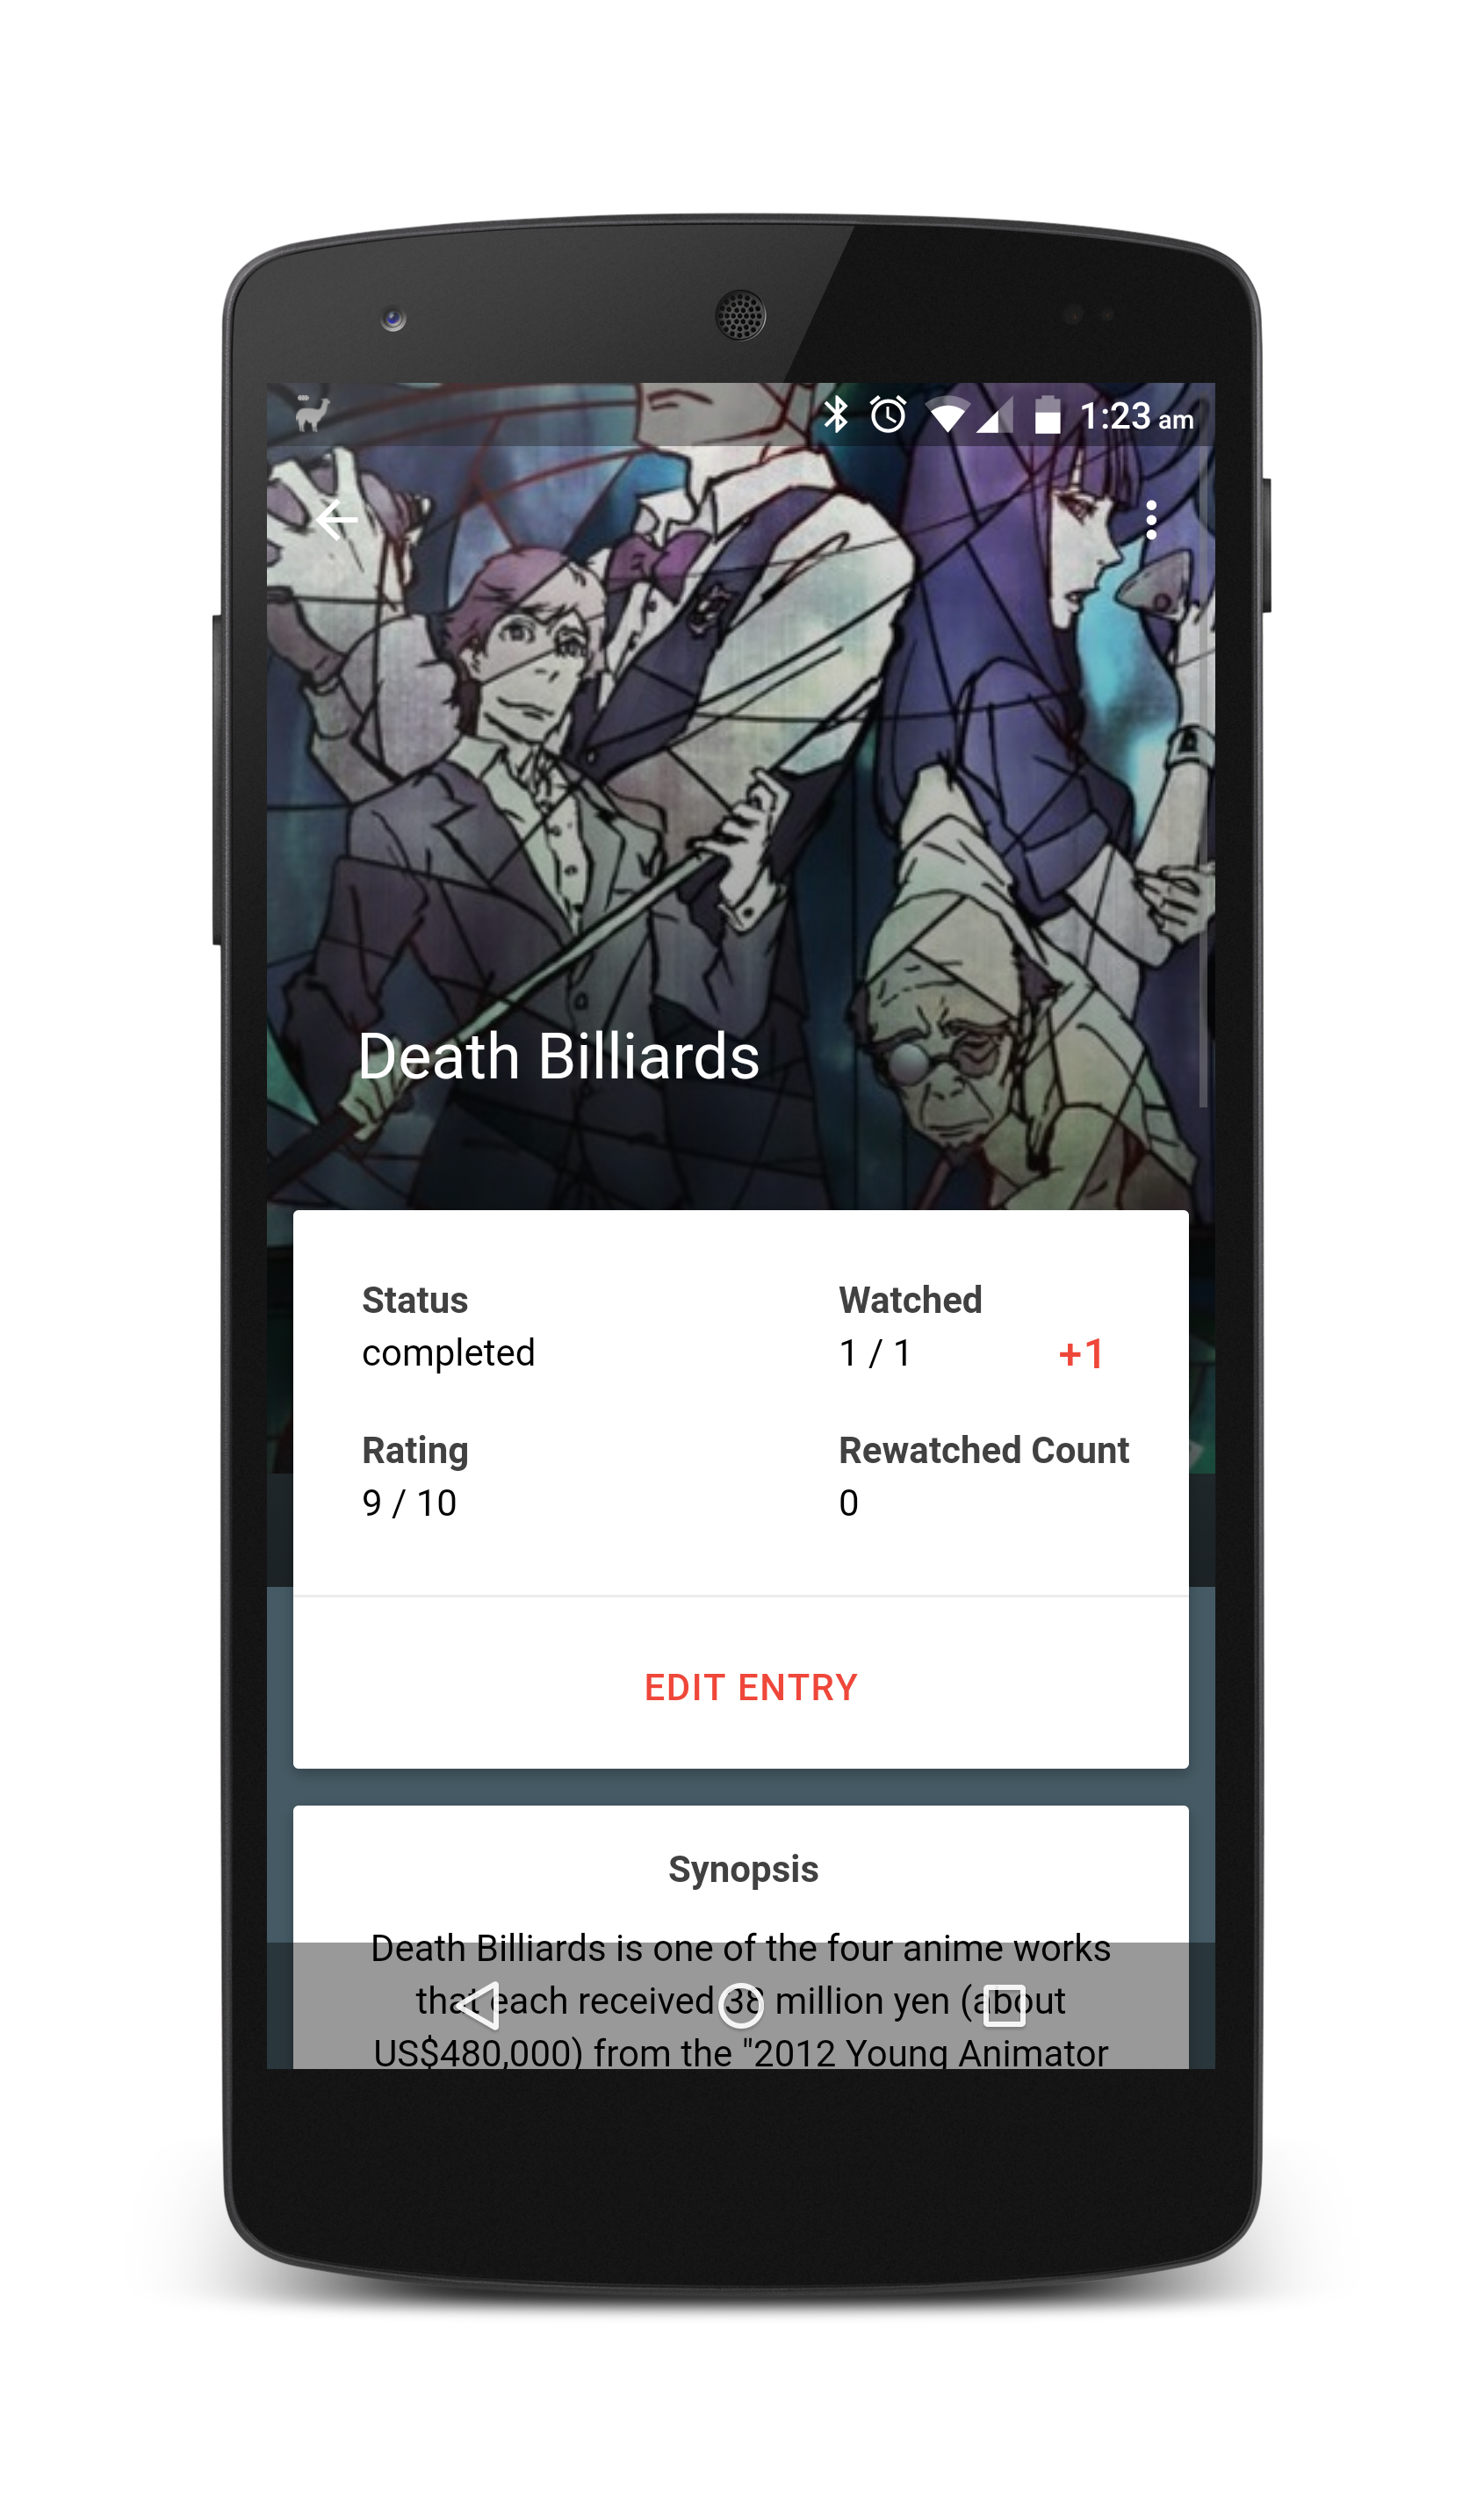 1:23 am
Death Billiards
Status
Watched
completed
1 / 1
+1
Rating
Rewatched Count
9 / 10
0
EDIT ENTRY
Synopsis
Death Billiards is one of the four anime works
that each received 38 million yen (about
US$480,000) from the "2012 Young Animator